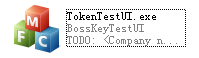 M
F
C
TokenTestUI.exe
BossKeyTestUI
TODO: <Company n...